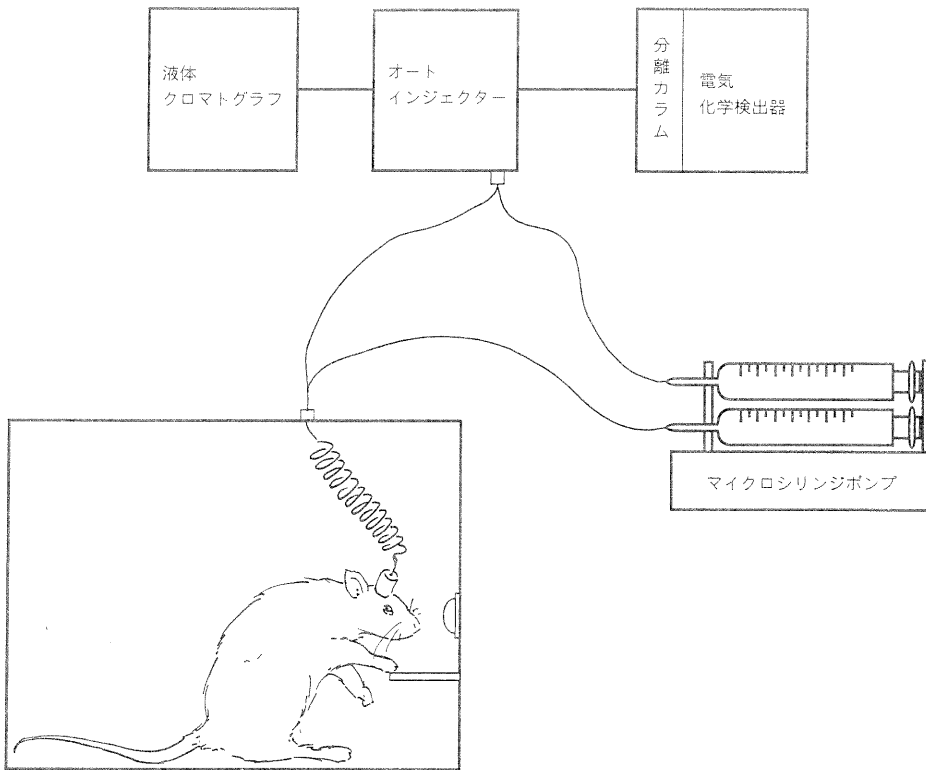 液体
クロマトグラフ
オート
インジェクター
分離カラム
電気
化学検出器
マイクロシリンジポンプ